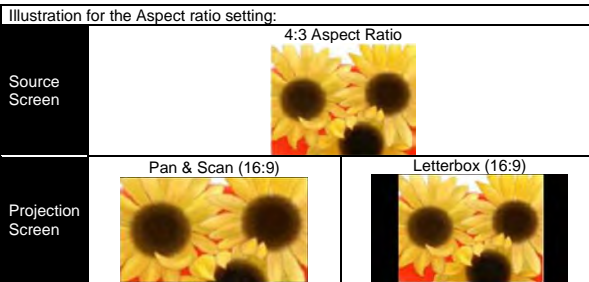 Illustration for the Aspect ratio setting:
4:3 Aspect Ratio
Source
Screen
Pan & Scan (16:9)
Letterbox (16:9)
Projection
Screen